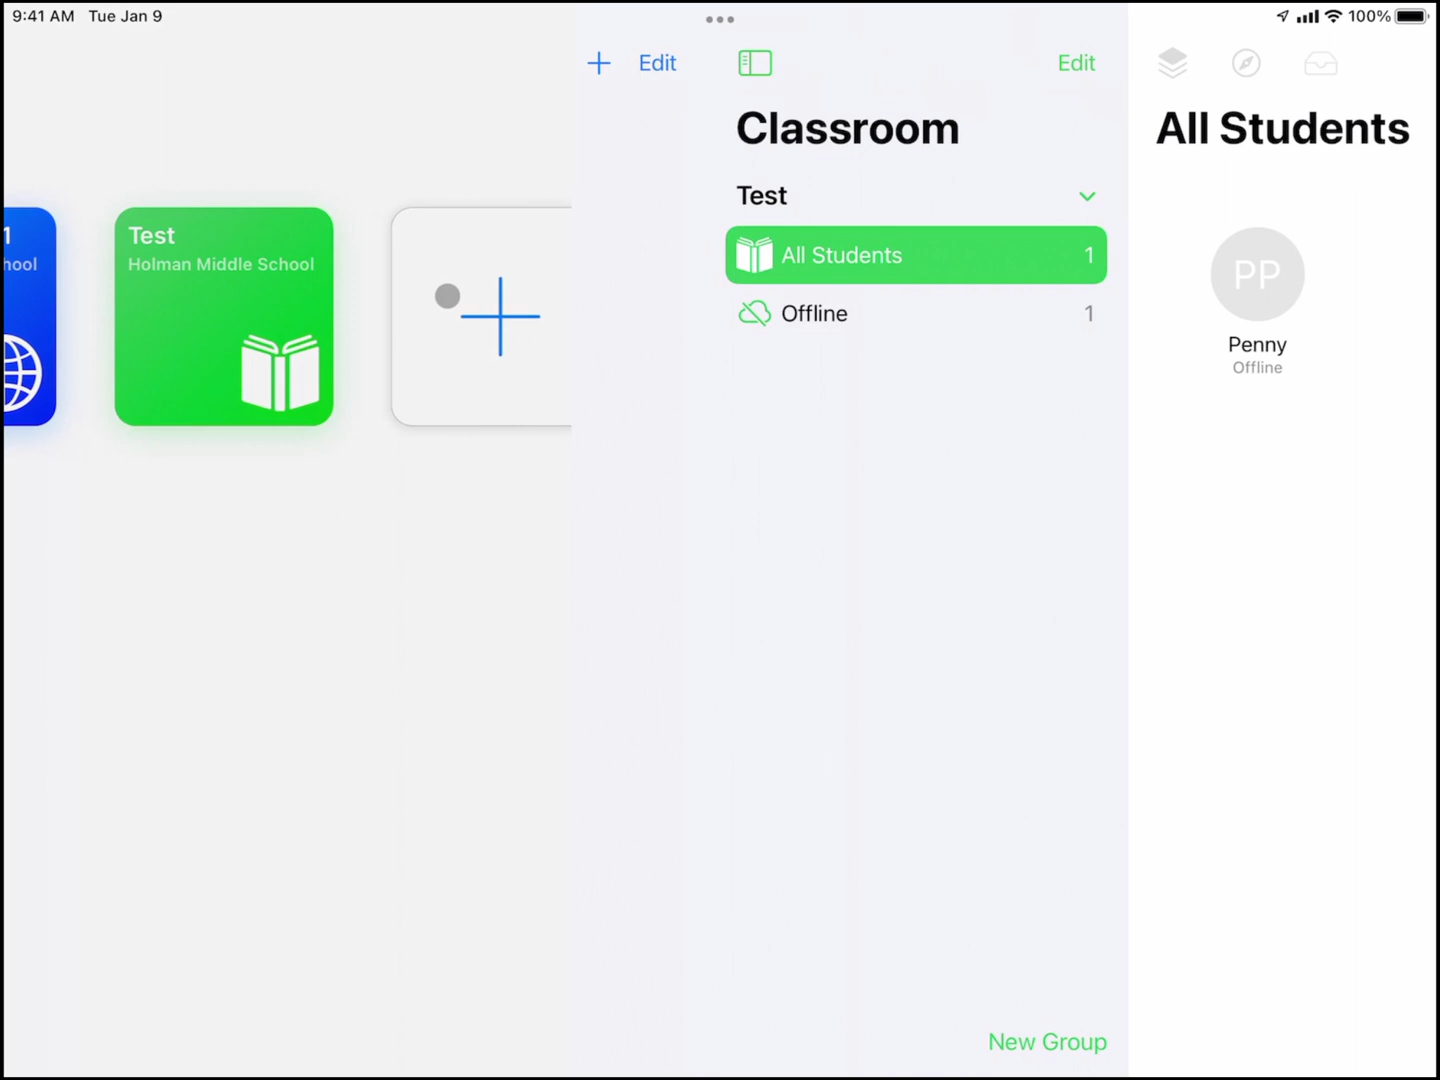 9:41 AM Tue Jan 9
100%
+ Edit
Edit
Classroom
All Students
Test
All Students 1
Offline 1
New Group
1
hool
Test
Holman Middle School
PP
Penny
Offline